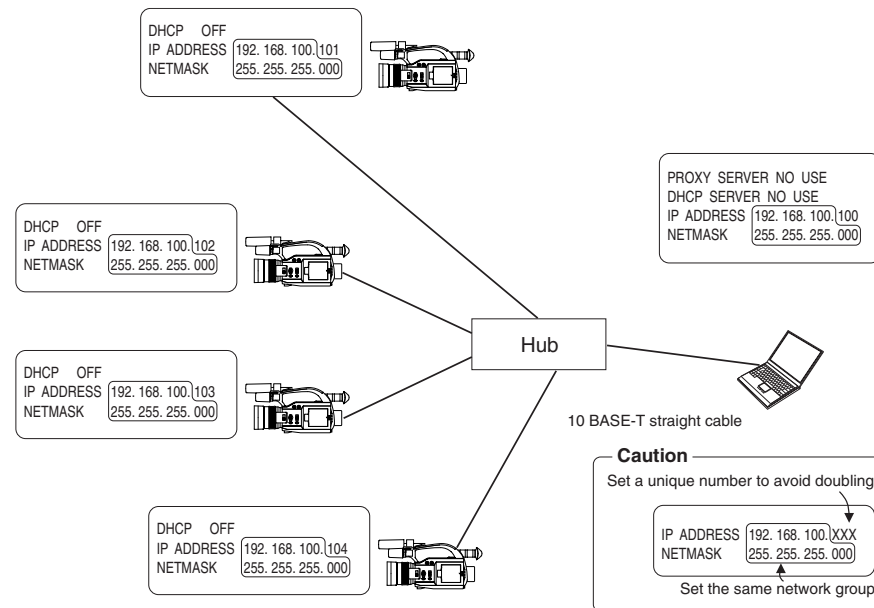 DHCP OFF
IP ADDRESS 192. 168. 100. 101
NETMASK 255. 255. 255. 000
PROXY SERVER NO USE
DHCP SERVER NO USE
IP ADDRESS 192. 168. 100. 100
NETMASK 255. 255. 255. 000
DHCP OFF
IP ADDRESS 192. 168. 100. 102
NETMASK 255. 255. 255. 000
Hub
DHCP OFF
IP ADDRESS 192. 168. 100. 103
NETMASK 255. 255. 255. 000
10 BASE-T straight cable
Caution
Set a unique number to avoid doubling
IP ADDRESS 192. 168. 100. XXX
NETMASK 255. 255. 255. 000
Set the same network group
DHCP OFF
IP ADDRESS 192. 168. 100. 104
NETMASK 255. 255. 255. 000